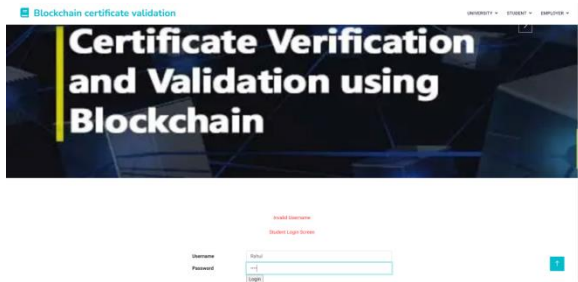 Blockchain certificate validation
UNIVERSITY STUDENT EMPLOYER
Certificate Verification
and Validation using
Blockchain
Invalid Username
Student Login Screen
Username Rahul
Password
Login